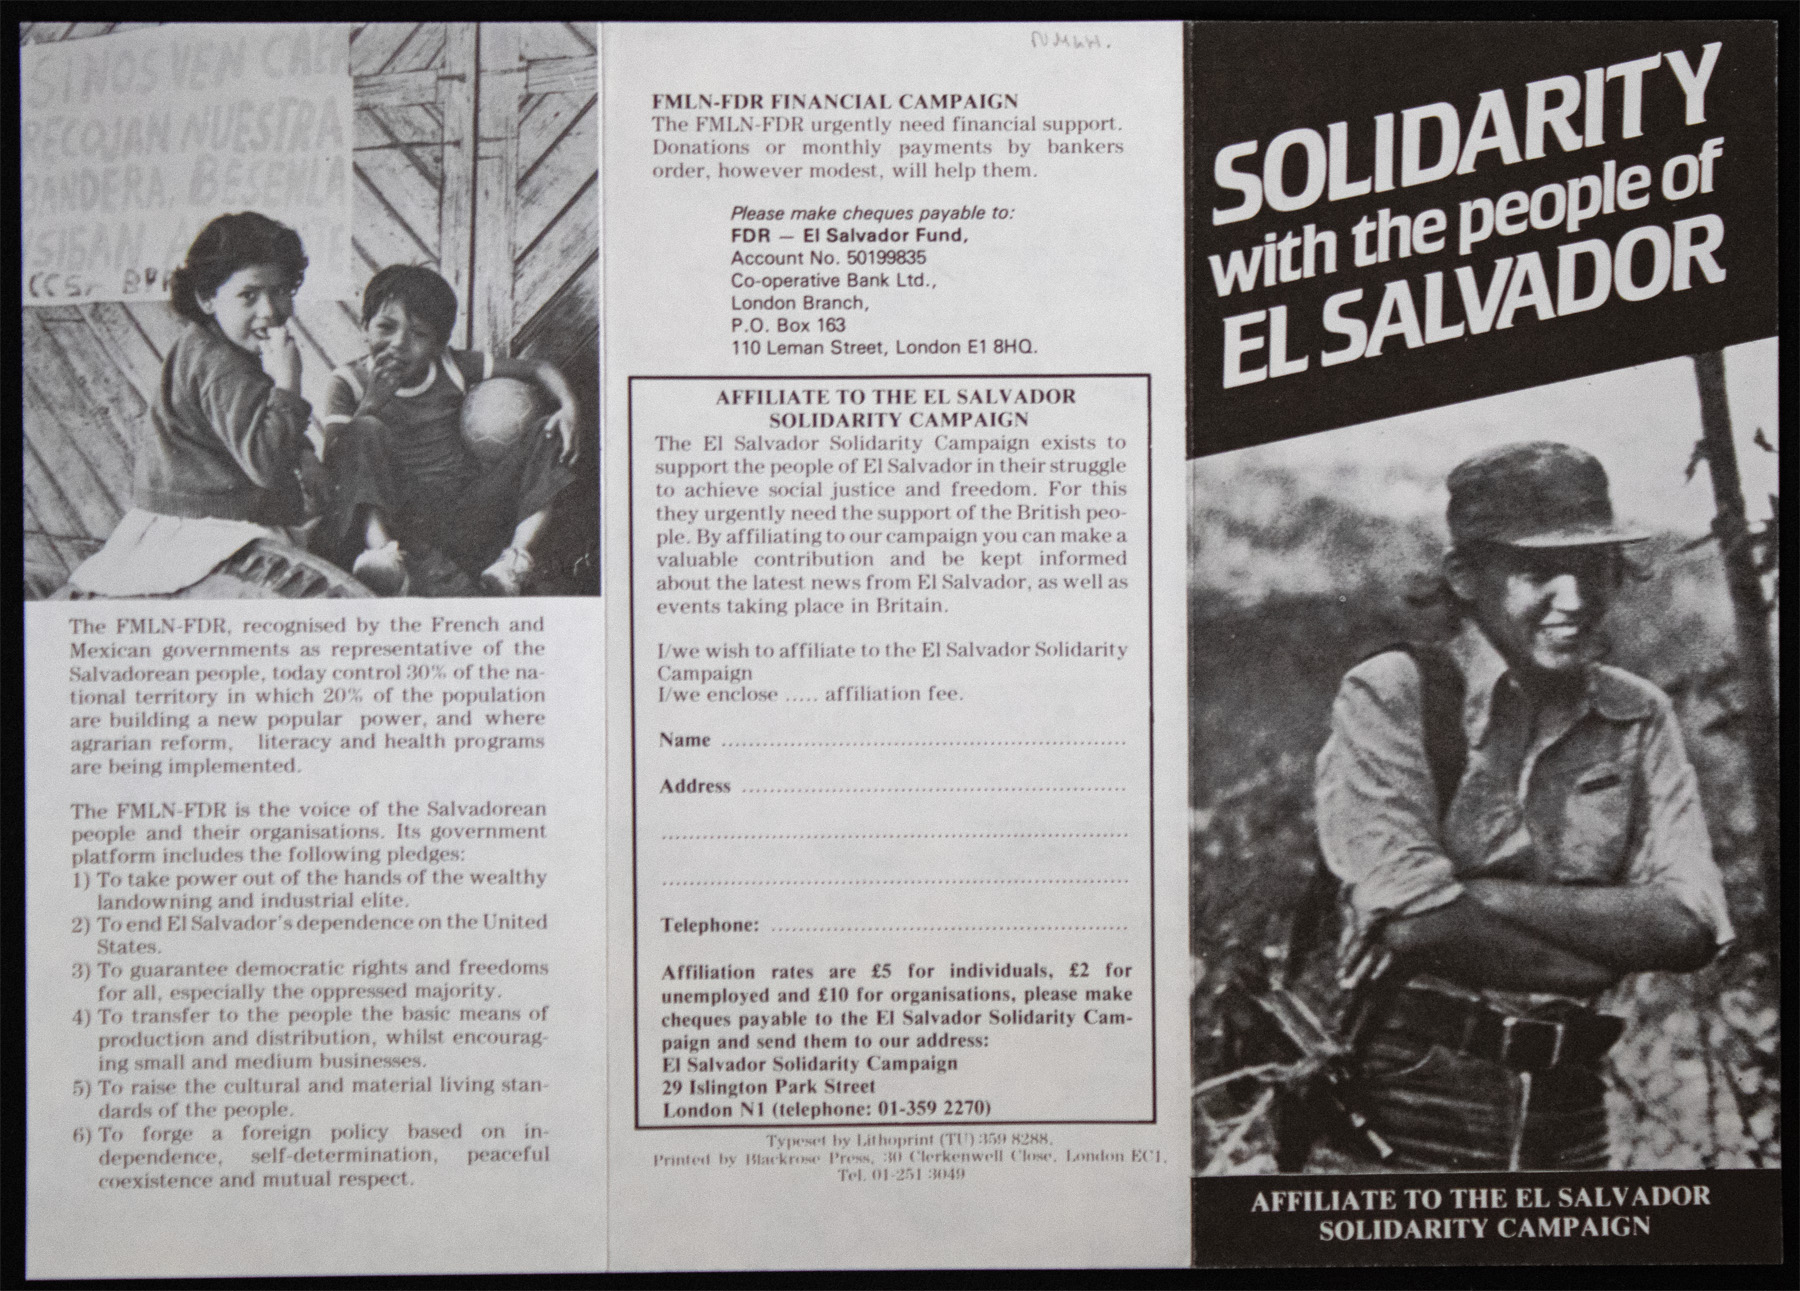 SI NOS VEN CAER
RECOJAN NUESTRA
BANDERA, BESENLA
Y SIGAN
CCS.
The FMLN-FDR, recognised by the French and
Mexican governments as representative of the
Salvadorean people, today control 30% of the na-
tional territory in which 20% of the population
are building a new popular power, and where
agrarian reform, literacy and health programs
are being implemented.
The FMLN-FDR is the voice of the Salvadorean
people and their organisations. Its government
platform includes the following pledges:
1) To take power out of the hands of the wealthy
landowning and industrial elite.
2) To end El Salvador's dependence on the United
States.
3) To guarantee democratic rights and freedoms
for all, especially the oppressed majority.
4) To transfer to the people the basic means of
production and distribution, whilst encourag-
ing small and medium businesses.
5) To raise the cultural and material living stan-
dards of the people.
6) To forge a foreign policy based on in-
dependence, self-determination, peaceful
coexistence and mutual respect.
FMLN-FDR FINANCIAL CAMPAIGN
The FMLN-FDR urgently need financial support.
Donations or monthly payments by bankers
order, however modest, will help them.
Please make cheques payable to:
FDR — El Salvador Fund,
Account No. 50199835
Co-operative Bank Ltd.,
London Branch,
P.O. Box 163
110 Leman Street, London E1 8HQ.
AFFILIATE TO THE EL SALVADOR
SOLIDARITY CAMPAIGN
The El Salvador Solidarity Campaign exists to
support the people of El Salvador in their struggle
to achieve social justice and freedom. For this
they urgently need the support of the British peo-
ple. By affiliating to our campaign you can make a
valuable contribution and be kept informed
about the latest news from El Salvador, as well as
events taking place in Britain.
I/we wish to affiliate to the El Salvador Solidarity
Campaign
I/we enclose ..... affiliation fee.
Name
Address
Telephone:
Affiliation rates are £5 for individuals, £2 for
unemployed and £10 for organisations, please make
cheques payable to the El Salvador Solidarity Cam-
paign and send them to our address:
El Salvador Solidarity Campaign
29 Islington Park Street
London N1 (telephone: 01-359 2270)
Typeset by Lithoprint (TU) 359 8288.
Printed by Blackrose Press, 30 Clerkenwell Close, London EC1,
Tel. 01-251 3049
SOLIDARITY
with the people of
EL SALVADOR
AFFILIATE TO THE EL SALVADOR
SOLIDARITY CAMPAIGN